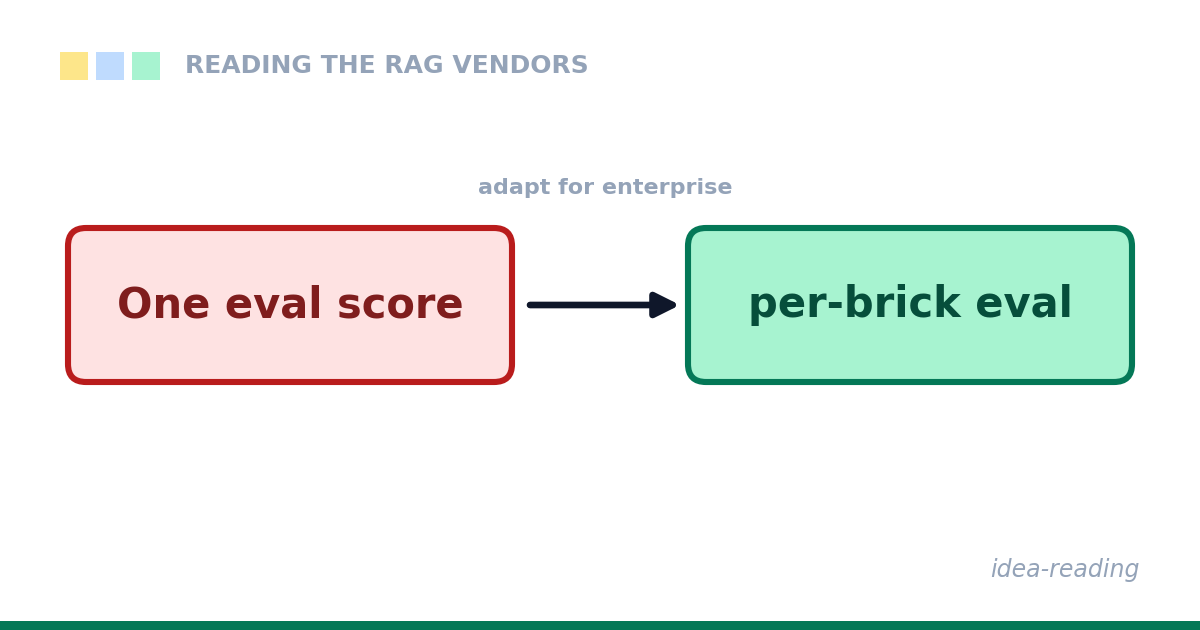 READING THE RAG VENDORS
adapt for enterprise
One eval score
per-brick eval
idea-reading